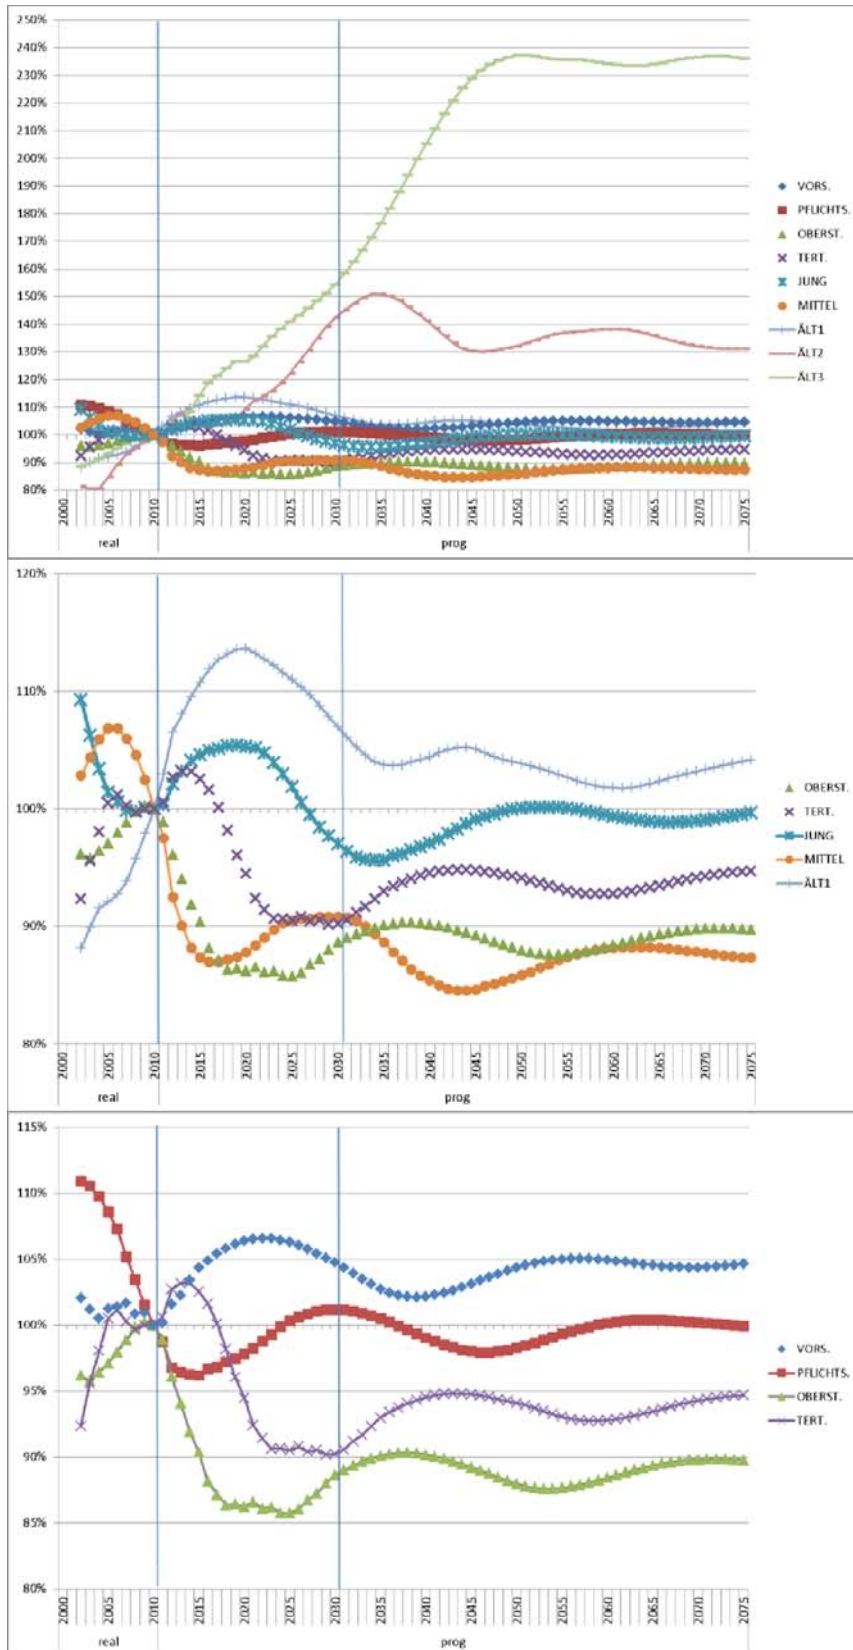 250%
240%
230%
220%
210%
200%
190%
180%
170%
160%
150%
140%
130%
120%
110%
100%
90%
80%
VORS.
PFLICHTS.
OBERST.
TERT.
JUNG
MITTEL
ÄLT1
ÄLT2
ÄLT3
2000 2005 2010 2015 2020 2025 2030 2035 2040 2045 2050 2055 2060 2065 2070 2075
real prog
120%
110%
100%
90%
80%
OBERST.
TERT.
JUNG
MITTEL
ÄLT1
2000 2005 2010 2015 2020 2025 2030 2035 2040 2045 2050 2055 2060 2065 2070 2075
real prog
115%
110%
105%
100%
95%
90%
85%
80%
VORS.
PFLICHTS.
OBERST.
TERT.
2000 2005 2010 2015 2020 2025 2030 2035 2040 2045 2050 2055 2060 2065 2070 2075
real prog